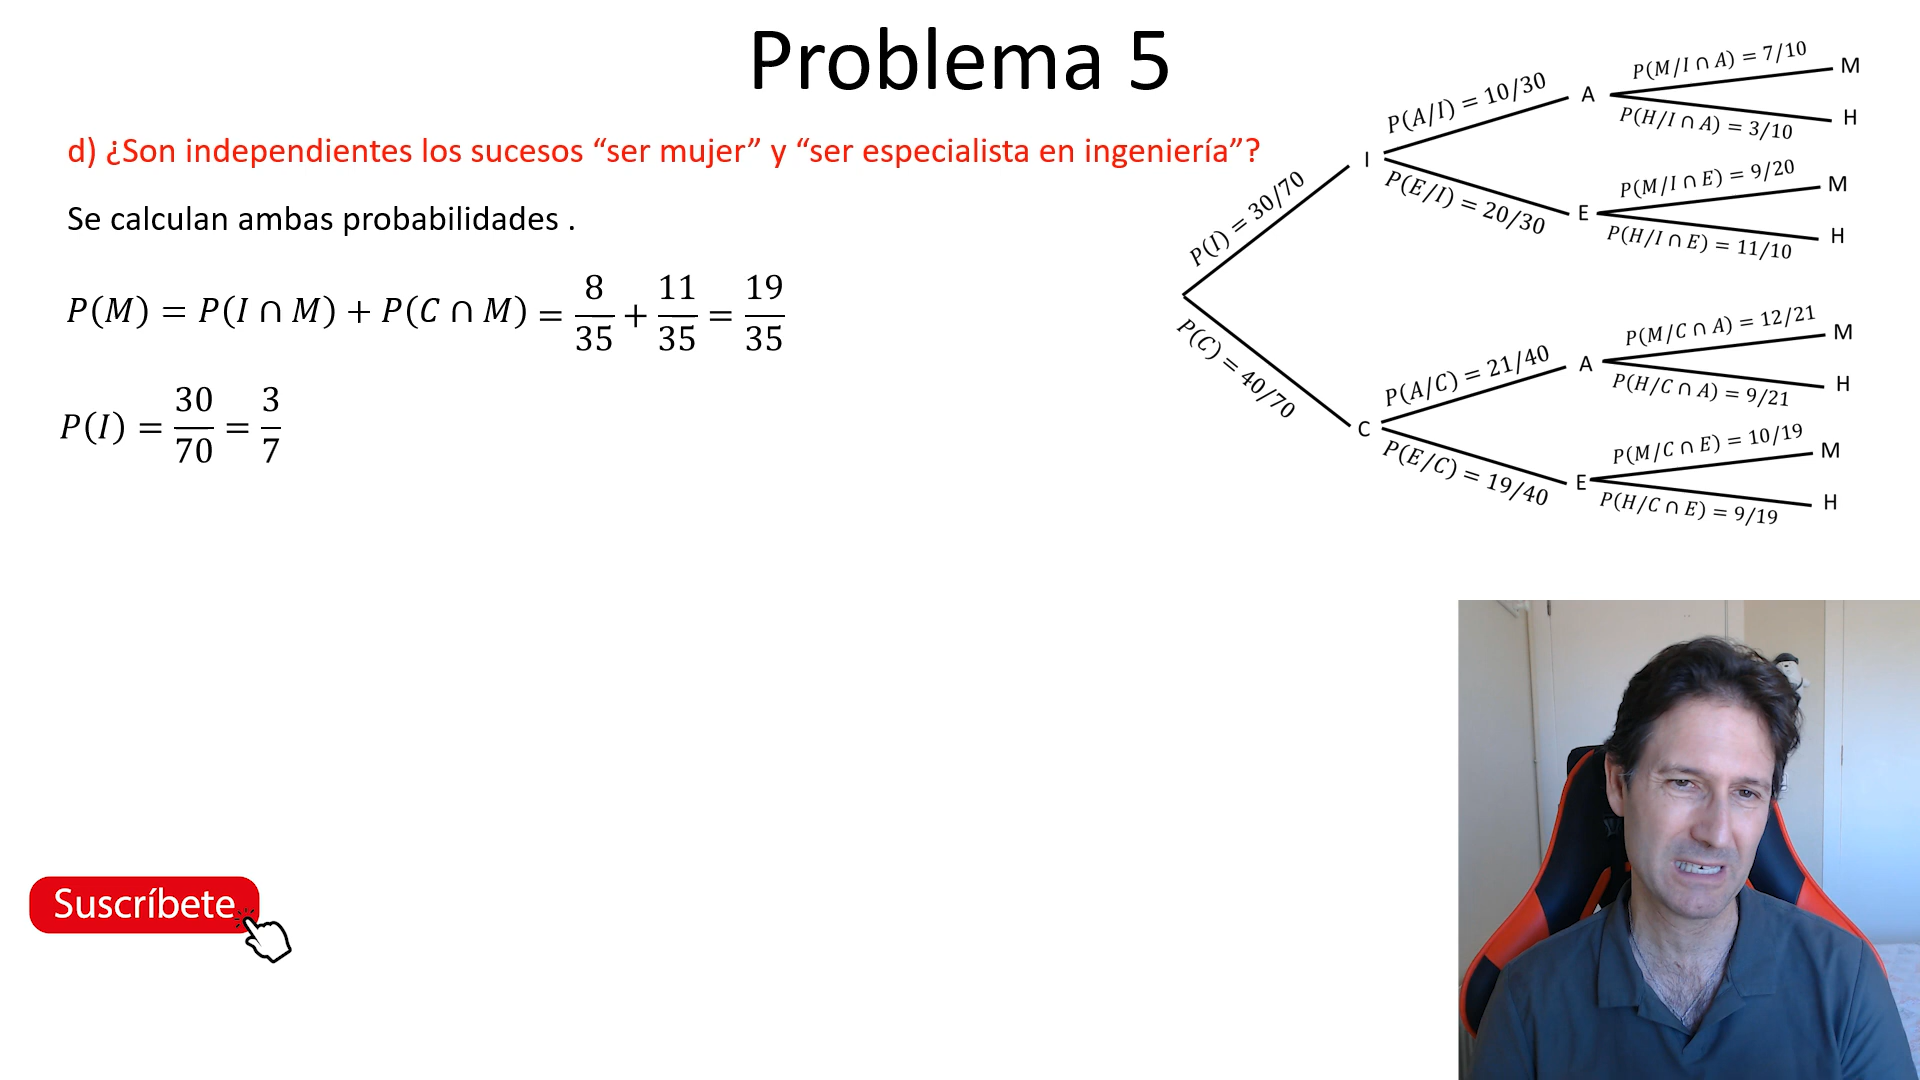 Problema 5
d) ¿Son independientes los sucesos “ser mujer” y “ser especialista en ingeniería”?
Se calculan ambas probabilidades .
P(M) = P(I ∩ M) + P(C ∩ M) = 8/35 + 11/35 = 19/35
P(I) = 30/70 = 3/7
P(I) = 30/70
P(C) = 40/70
I
C
P(A/I) = 10/30
P(E/I) = 20/30
A
E
P(M/I ∩ A) = 7/10
M
P(H/I ∩ A) = 3/10
H
P(M/I ∩ E) = 9/20
M
P(H/I ∩ E) = 11/10
H
P(A/C) = 21/40
P(E/C) = 19/40
A
E
P(M/C ∩ A) = 12/21
M
P(H/C ∩ A) = 9/21
H
P(M/C ∩ E) = 10/19
M
P(H/C ∩ E) = 9/19
H
Suscríbete